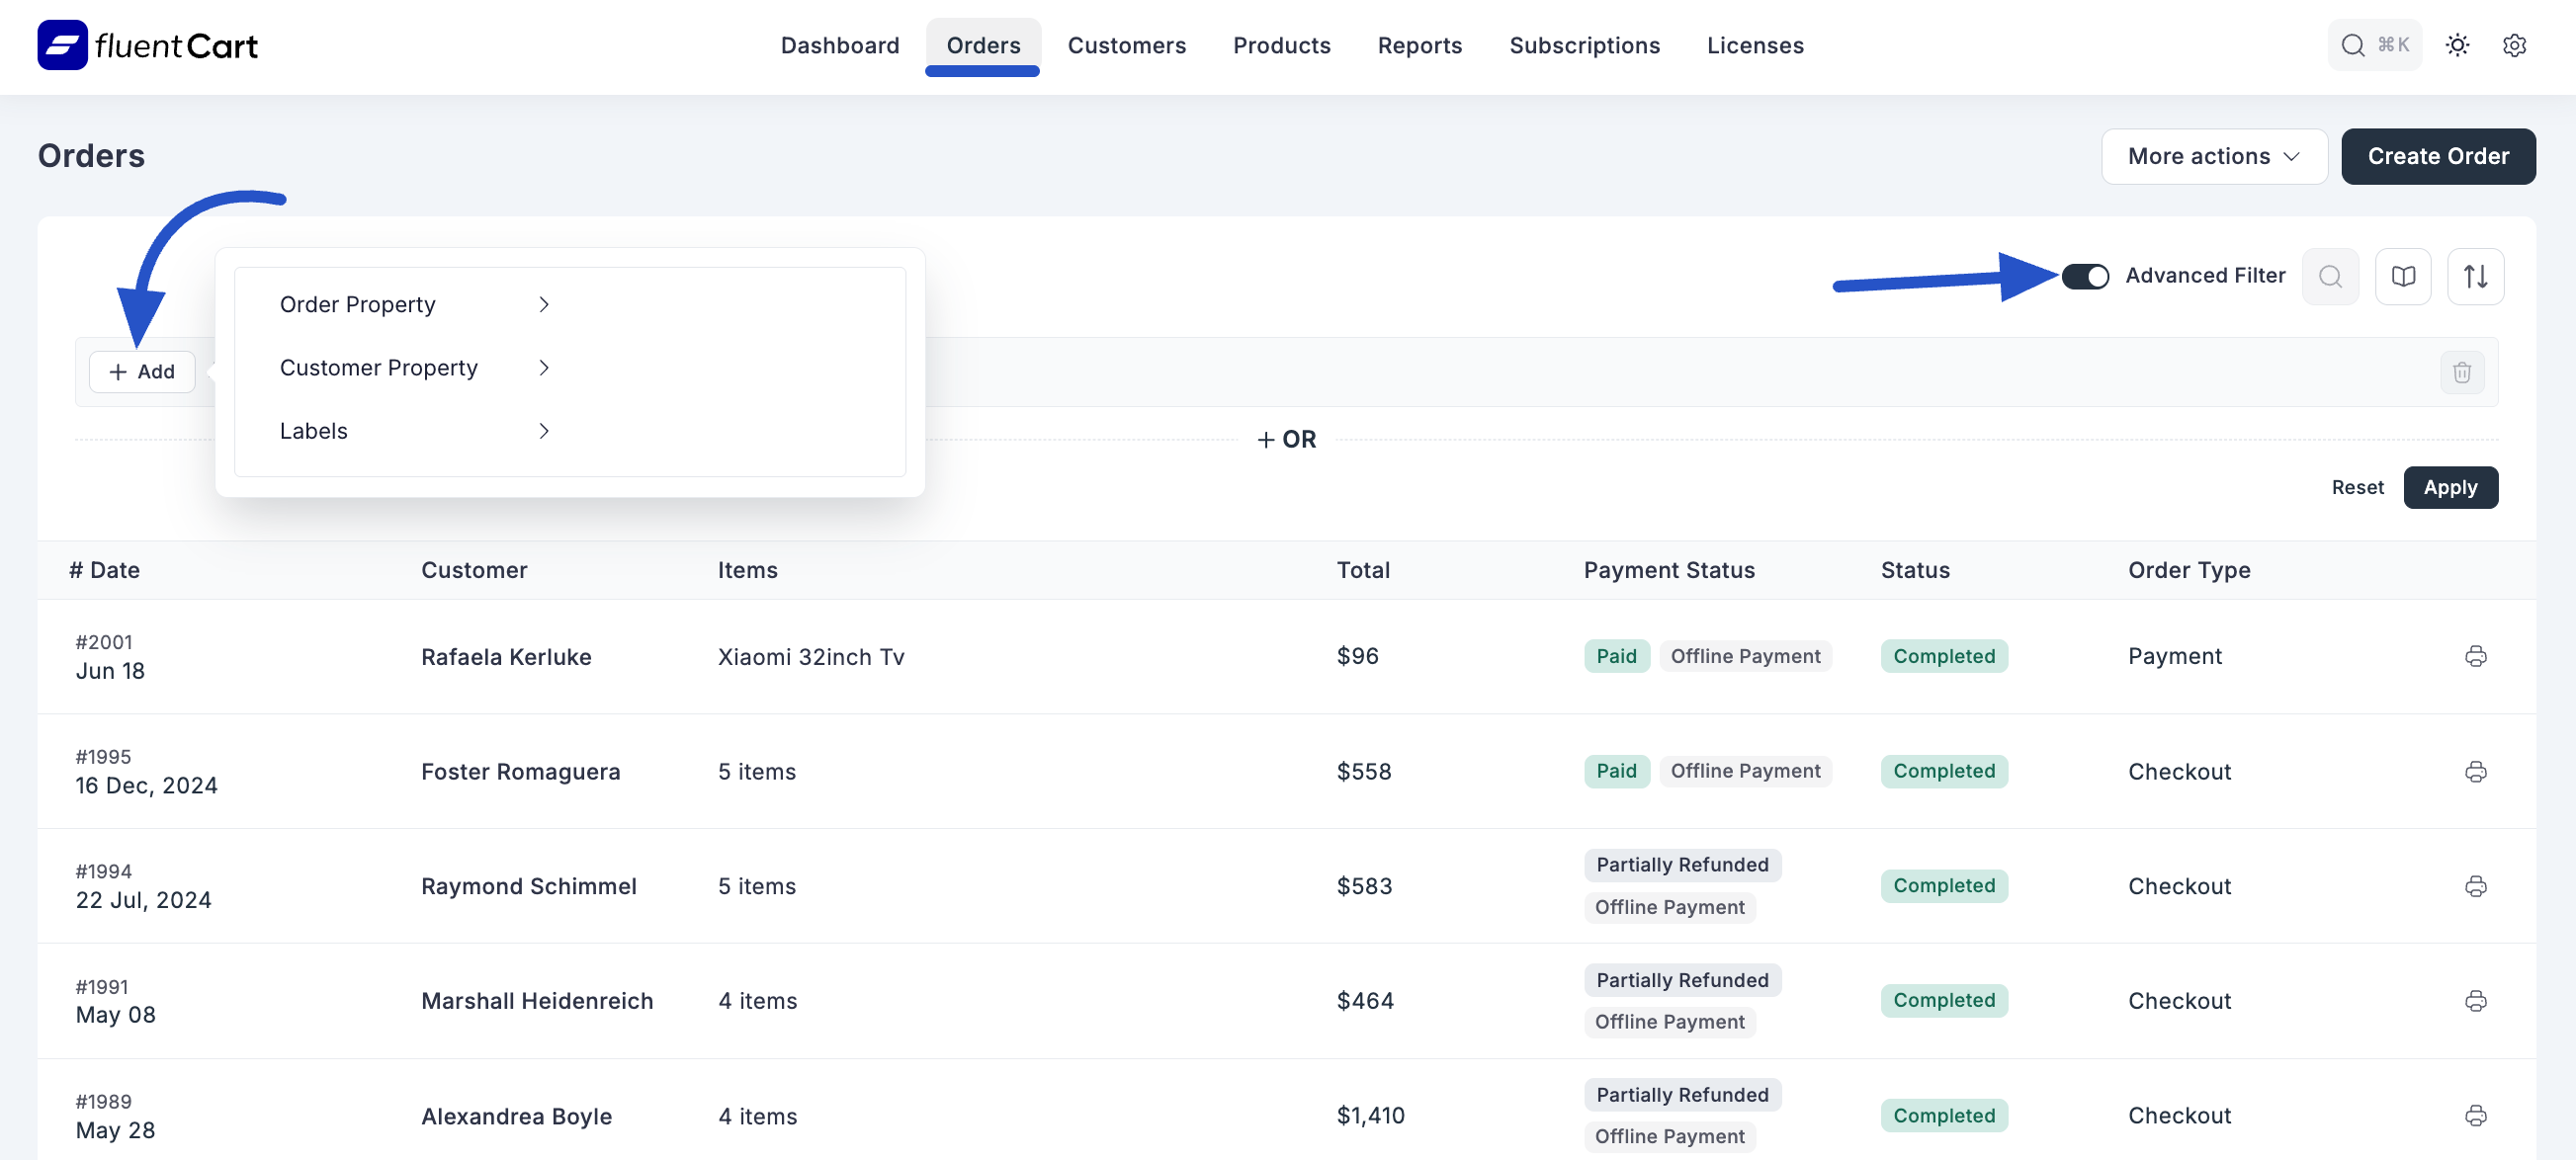 fluentCart
Dashboard Orders Customers Products Reports Subscriptions Licenses
⌘K
Orders
More actions
Create Order
Advanced Filter
+ Add
Order Property
Customer Property
Labels
+ OR
Reset
Apply
# Date Customer Items Total Payment Status Status Order Type
#2001
Jun 18
Rafaela Kerluke
Xiaomi 32inch Tv
$96
Paid Offline Payment
Completed
Payment
#1995
16 Dec, 2024
Foster Romaguera
5 items
$558
Paid Offline Payment
Completed
Checkout
#1994
22 Jul, 2024
Raymond Schimmel
5 items
$583
Partially Refunded
Offline Payment
Completed
Checkout
#1991
May 08
Marshall Heidenreich
4 items
$464
Partially Refunded
Offline Payment
Completed
Checkout
#1989
May 28
Alexandrea Boyle
4 items
$1,410
Partially Refunded
Offline Payment
Completed
Checkout